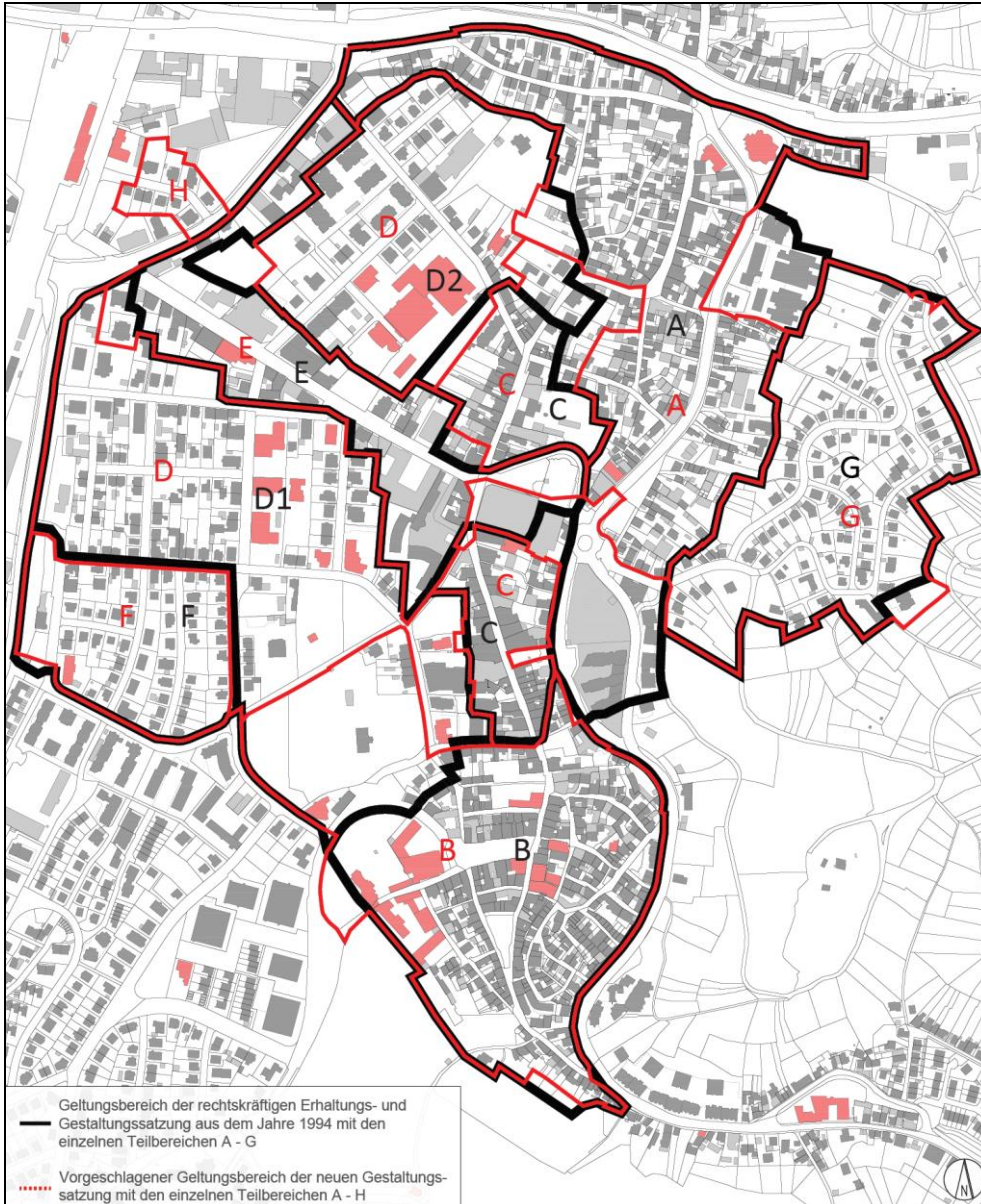 H
D
D2
A
E
E
C
C
A
G
G
D
D1
C
C
F
F
B
B
Geltungsbereich der rechtskräftigen Erhaltungs- und
Gestaltungssatzung aus dem Jahre 1994 mit den
einzelnen Teilbereichen A - G
Vorgeschlagener Geltungsbereich der neuen Gestaltungs-
satzung mit den einzelnen Teilbereichen A - H
N